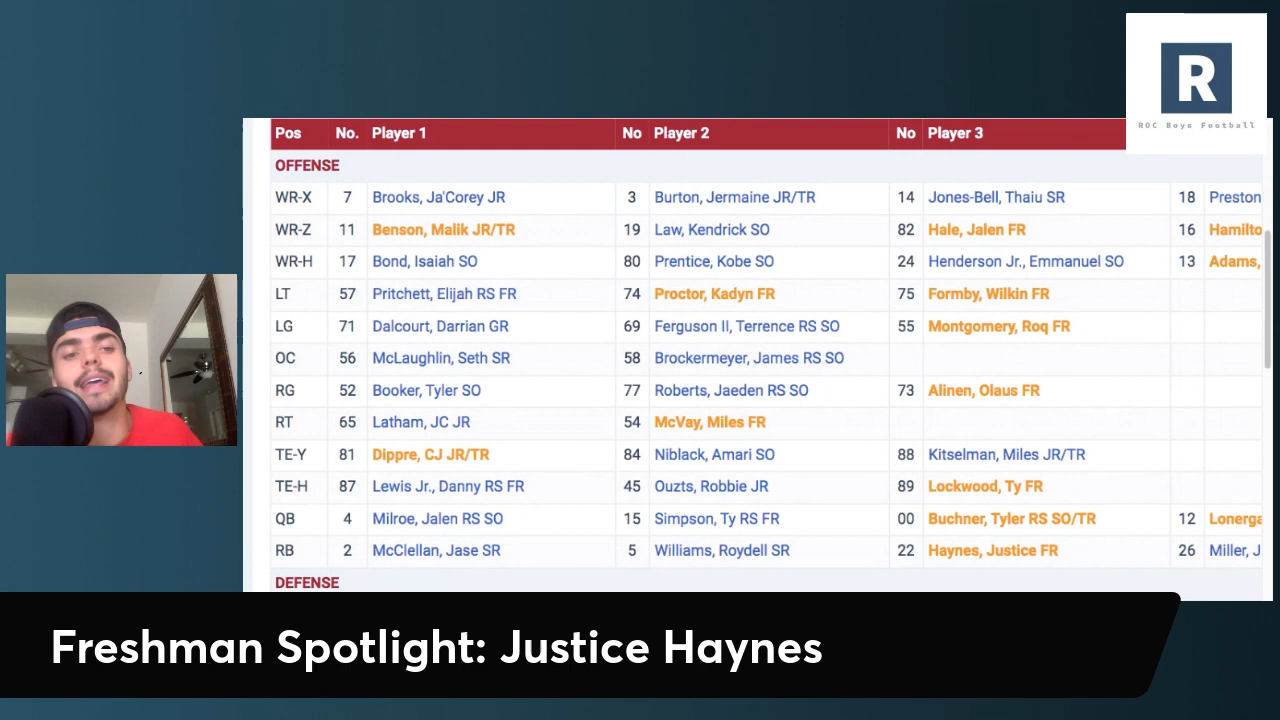 R
ROC Boys Football
Pos No. Player 1 No Player 2 No Player 3
OFFENSE
WR-X 7 Brooks, Ja'Corey JR 3 Burton, Jermaine JR/TR 14 Jones-Bell, Thaiu SR 18 Preston
WR-Z 11 Benson, Malik JR/TR 19 Law, Kendrick SO 82 Hale, Jalen FR 16 Hamilto
WR-H 17 Bond, Isaiah SO 80 Prentice, Kobe SO 24 Henderson Jr., Emmanuel SO 13 Adams,
LT 57 Pritchett, Elijah RS FR 74 Proctor, Kadyn FR 75 Formby, Wilkin FR
LG 71 Dalcourt, Darrian GR 69 Ferguson II, Terrence RS SO 55 Montgomery, Roq FR
OC 56 McLaughlin, Seth SR 58 Brockermeyer, James RS SO
RG 52 Booker, Tyler SO 77 Roberts, Jaeden RS SO 73 Alinen, Olaus FR
RT 65 Latham, JC JR 54 McVay, Miles FR
TE-Y 81 Dippre, CJ JR/TR 84 Niblack, Amari SO 88 Kitselman, Miles JR/TR
TE-H 87 Lewis Jr., Danny RS FR 45 Ouzts, Robbie JR 89 Lockwood, Ty FR
QB 4 Milroe, Jalen RS SO 15 Simpson, Ty RS FR 00 Buchner, Tyler RS SO/TR 12 Lonerga
RB 2 McClellan, Jase SR 5 Williams, Roydell SR 22 Haynes, Justice FR 26 Miller, J
DEFENSE
Freshman Spotlight: Justice Haynes